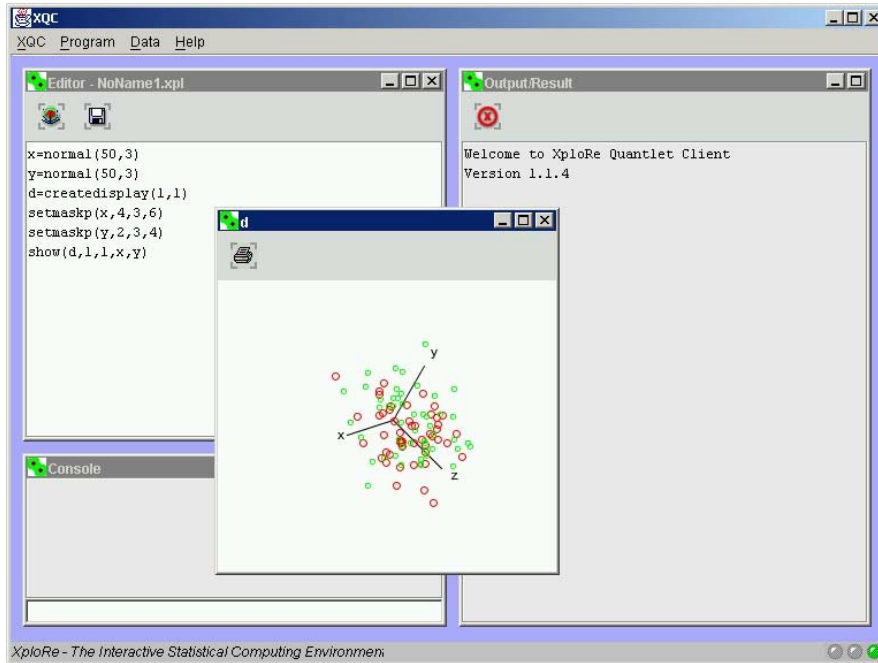 XQC
XQC Program Data Help
Editor - NoName1.xpl
x=normal(50,3)
y=normal(50,3)
d=createdisplay(1,1)
setmaskp(x,4,3,6)
setmaskp(y,2,3,4)
show(d,1,1,x,y)
Output/Result
Welcome to XploRe Quantlet Client
Version 1.1.4
d
y
x
z
Console
XploRe - The Interactive Statistical Computing